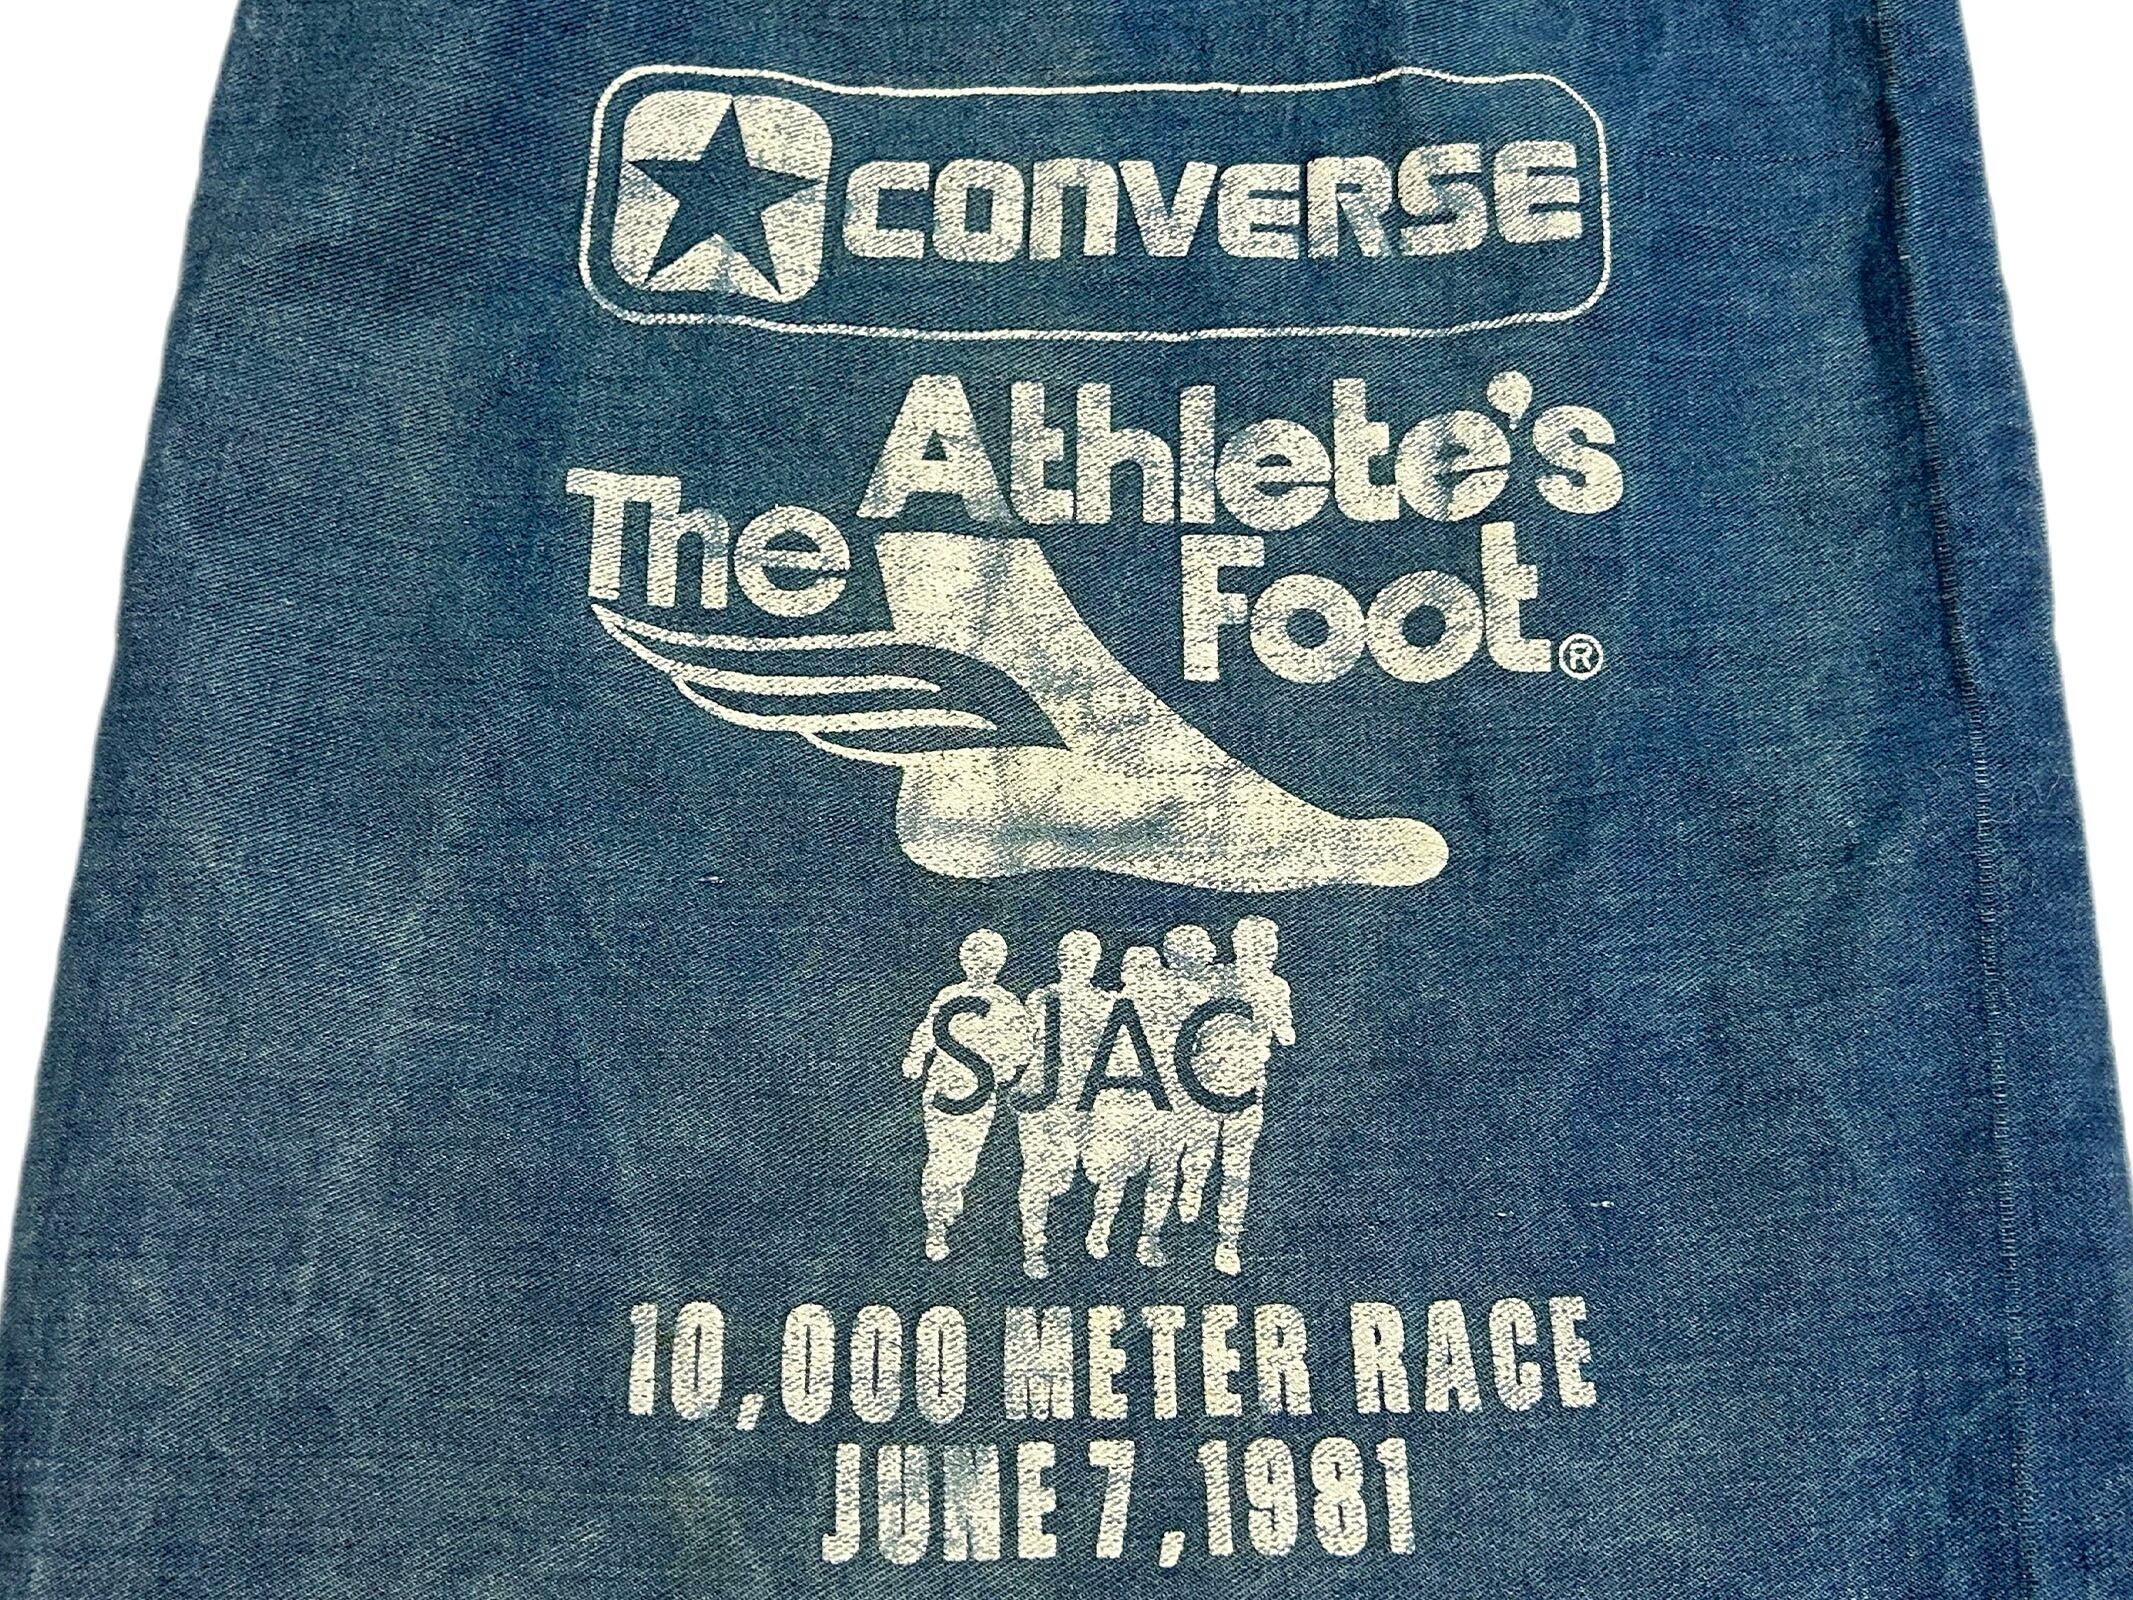 CONVERSE
The Athlete's
Foot®
SJAC
10,000 METER RACE
JUNE 7, 1981